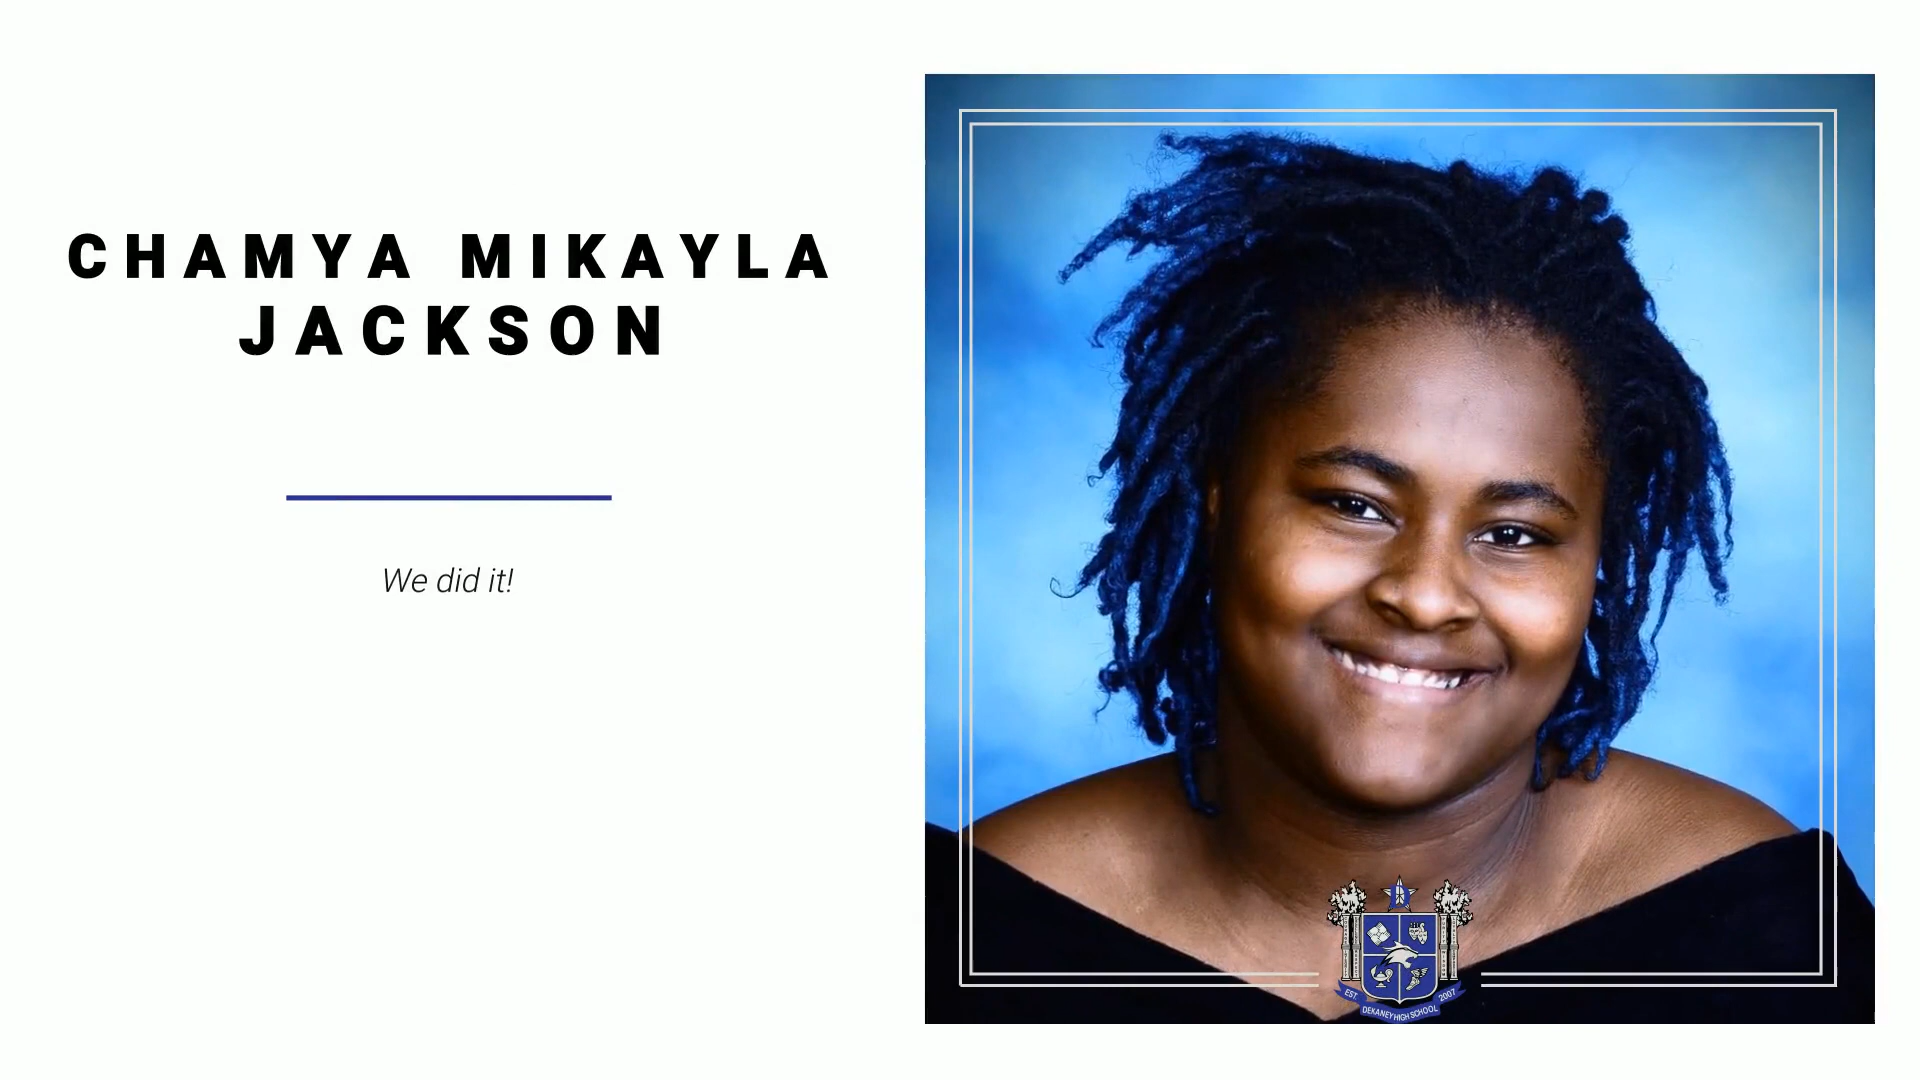 CHAMYA MIKAYLA
JACKSON
We did it!
D
EST. 2007
DEKANEY HIGH SCHOOL